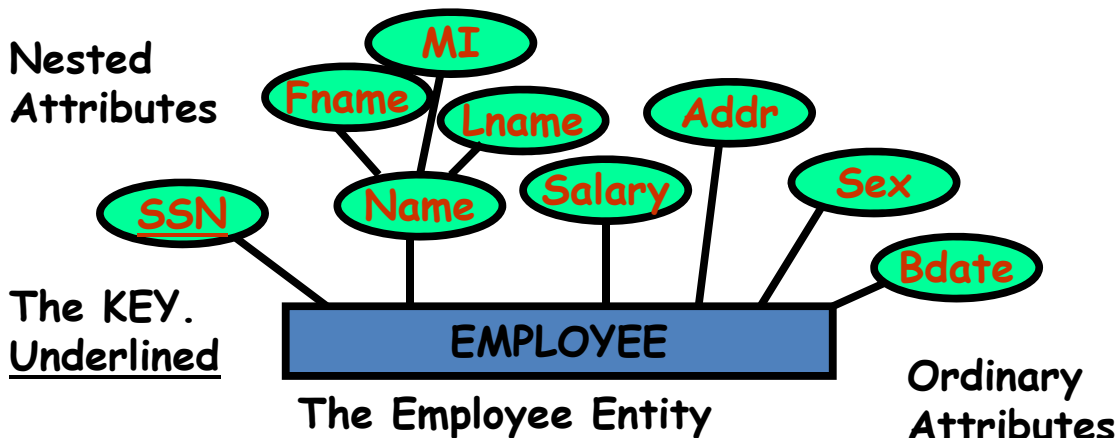 MI
Nested
Attributes
Fname
Lname
Addr
Salary
Sex
SSN
Name
Bdate
The KEY.
Underlined
EMPLOYEE
The Employee Entity
Ordinary
Attributes